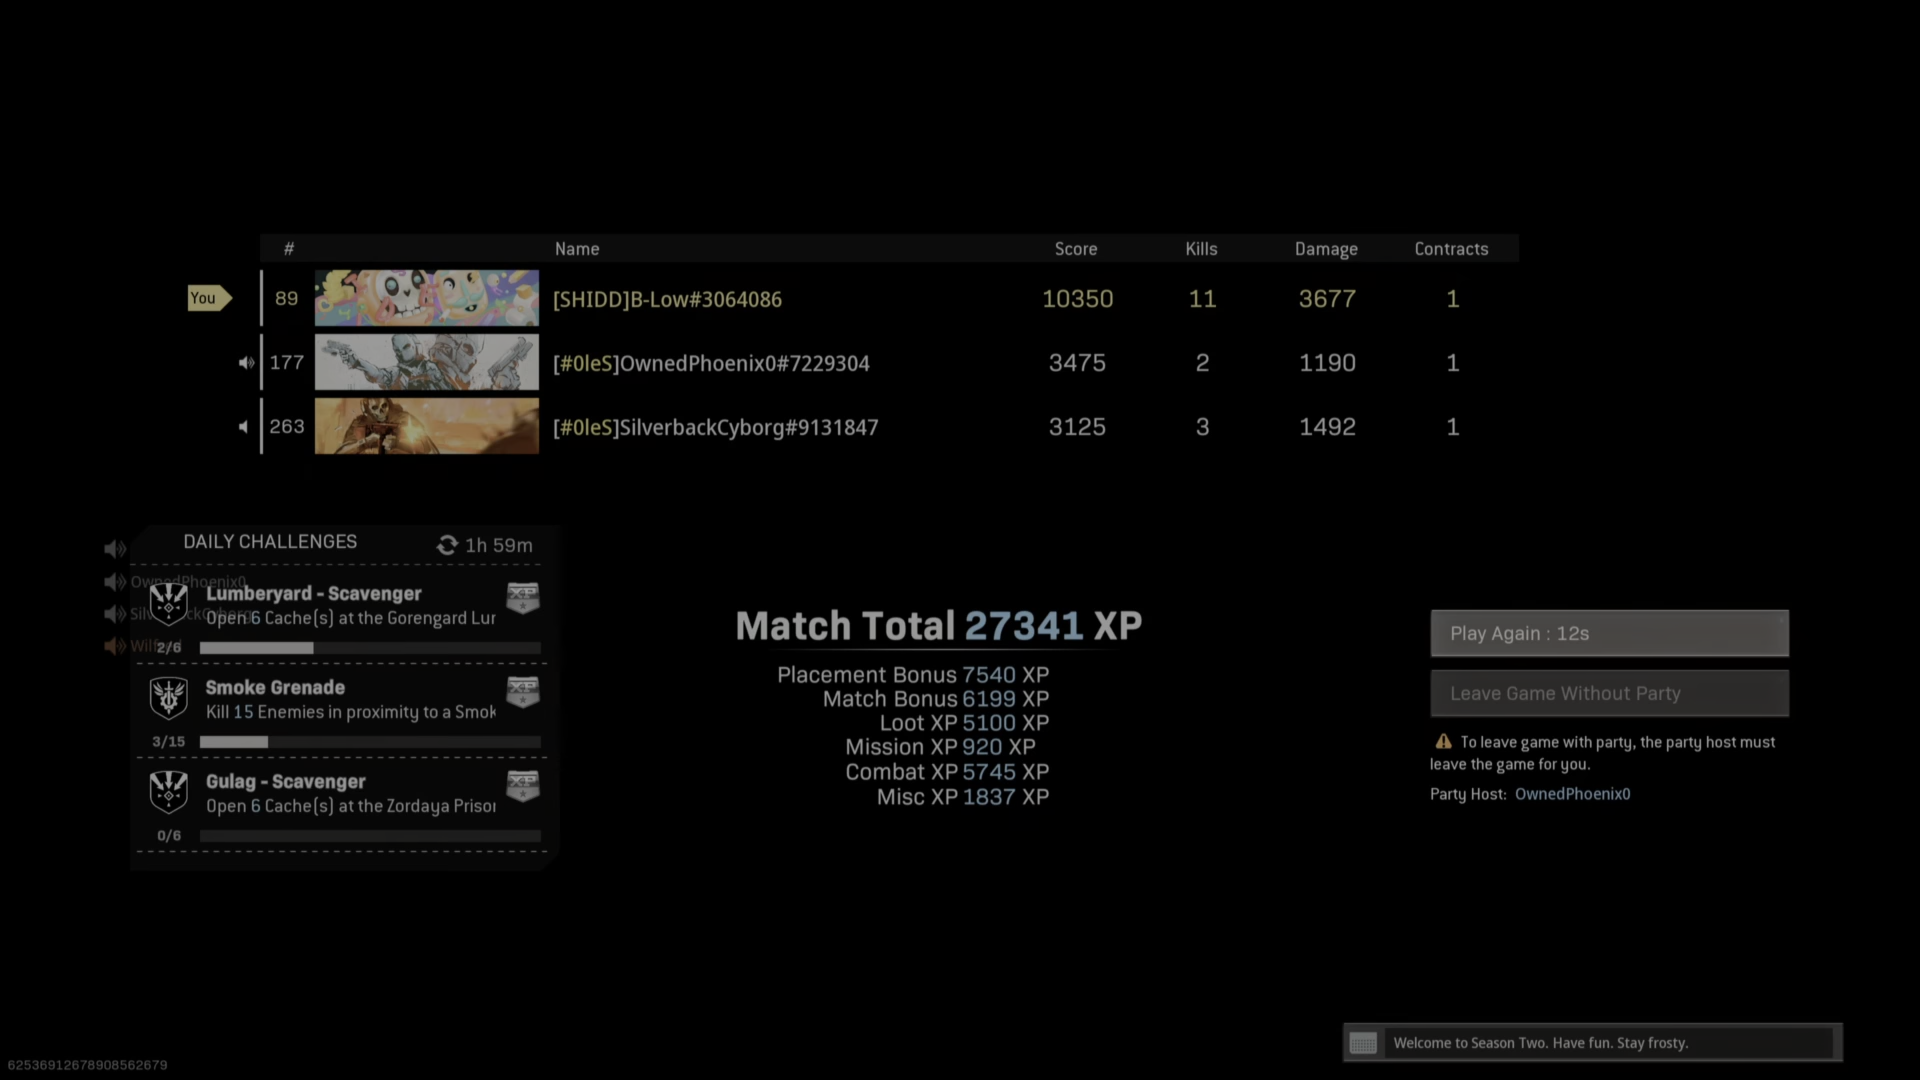 # Name Score Kills Damage Contracts
You 89 [SHIDD]B-Low#3064086 10350 11 3677 1
177 [#0leS]OwnedPhoenix0#7229304 3475 2 1190 1
263 [#0leS]SilverbackCyborg#9131847 3125 3 1492 1
DAILY CHALLENGES 1h 59m
OwnedPhoenix0
Lumberyard - Scavenger
XP
Open 6 Cache(s) at the Gorengard Lur
2/6
Smoke Grenade
XP
Kill 15 Enemies in proximity to a Smok
3/15
Gulag - Scavenger
XP
Open 6 Cache(s) at the Zordaya Prisor
0/6
Match Total 27341 XP
Placement Bonus 7540 XP
Match Bonus 6199 XP
Loot XP 5100 XP
Mission XP 920 XP
Combat XP 5745 XP
Misc XP 1837 XP
Play Again : 12s
Leave Game Without Party
To leave game with party, the party host must
leave the game for you.
Party Host: OwnedPhoenix0
Welcome to Season Two. Have fun. Stay frosty.
62536912678908562679